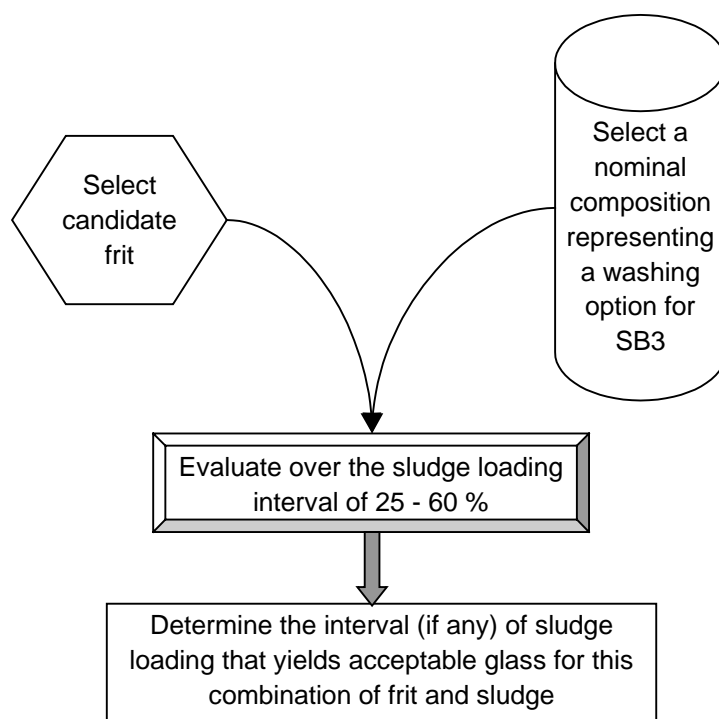 Select
candidate
frit
Select a
nominal
composition
representing
a washing
option for
SB3
Evaluate over the sludge loading
interval of 25 - 60 %
Determine the interval (if any) of sludge
loading that yields acceptable glass for this
combination of frit and sludge